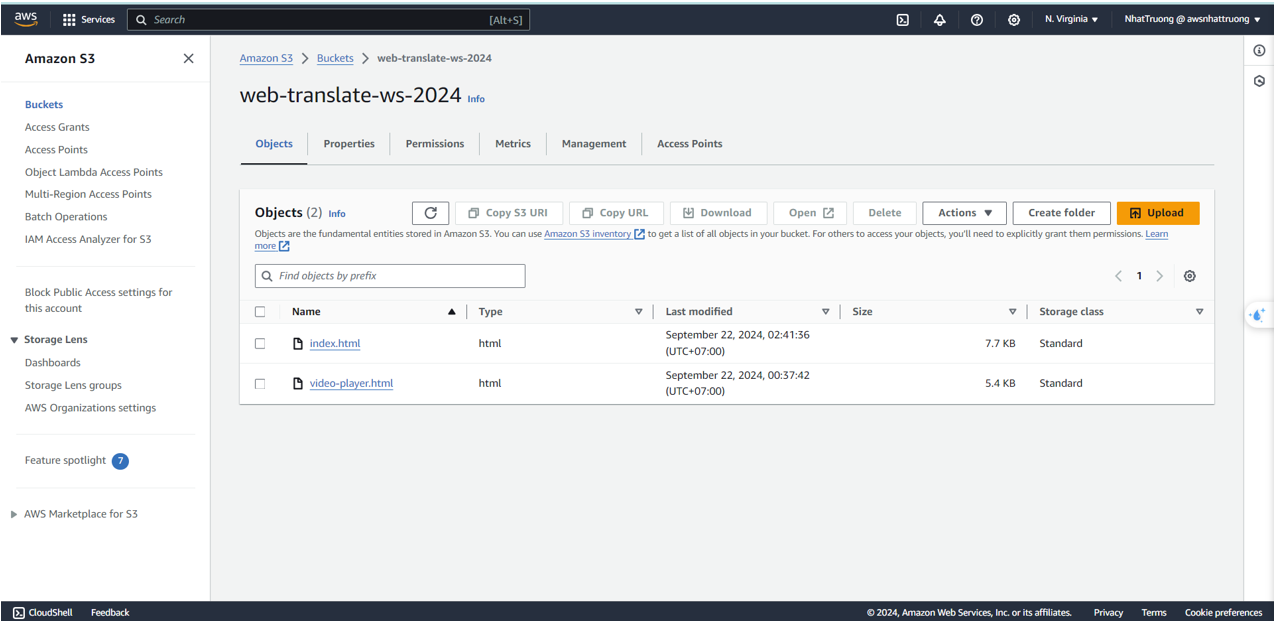 aws Services Search [Alt+S] N. Virginia NhatTruong @ awsnhattruong
Amazon S3
Buckets
Access Grants
Access Points
Object Lambda Access Points
Multi-Region Access Points
Batch Operations
IAM Access Analyzer for S3
Block Public Access settings for
this account
Storage Lens
Dashboards
Storage Lens groups
AWS Organizations settings
Feature spotlight 7
AWS Marketplace for S3
Amazon S3 Buckets web-translate-ws-2024
web-translate-ws-2024 Info
Objects Properties Permissions Metrics Management Access Points
Objects (2) Info Copy S3 URI Copy URL Download Open Delete Actions Create folder Upload
Objects are the fundamental entities stored in Amazon S3. You can use Amazon S3 inventory to get a list of all objects in your bucket. For others to access your objects, you'll need to explicitly grant them permissions. Learn
more
Find objects by prefix 1
Name Type Last modified Size Storage class
index.html html September 22, 2024, 02:41:36 7.7 KB Standard
(UTC+07:00)
video-player.html html September 22, 2024, 00:37:42 5.4 KB Standard
(UTC+07:00)
CloudShell Feedback © 2024, Amazon Web Services, Inc. or its affiliates. Privacy Terms Cookie preferences